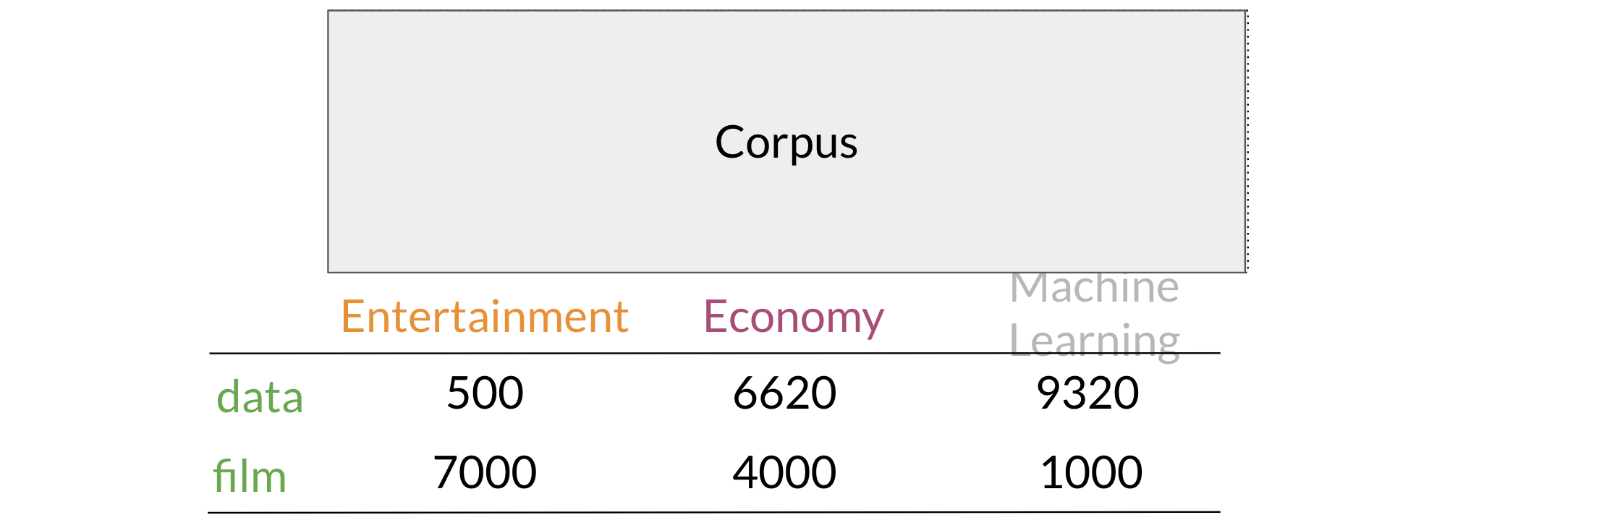 Corpus
Entertainment Economy Machine
Learning
data 500 6620 9320
film 7000 4000 1000